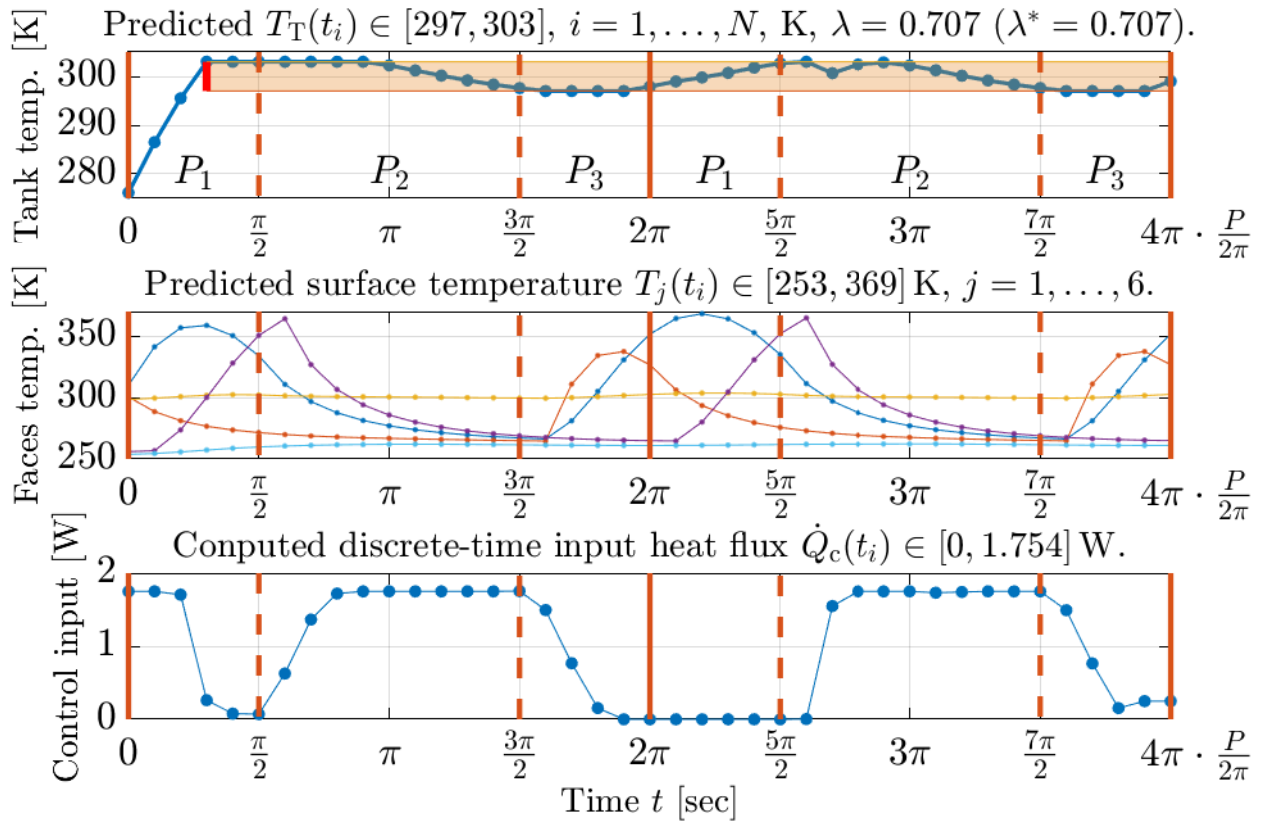 Predicted T_T(t_i) ∈ [297, 303], i = 1, . . . , N, K, λ = 0.707 (λ* = 0.707).
Tank temp. [K]
300
290
280
P_1 P_2 P_3 P_1 P_2 P_3
0 π/2 π 3π/2 2π 5π/2 3π 7π/2 4π · P/2π
Predicted surface temperature T_j(t_i) ∈ [253, 369] K, j = 1, . . . , 6.
Faces temp. [K]
350
300
250
0 π/2 π 3π/2 2π 5π/2 3π 7π/2 4π · P/2π
Conputed discrete-time input heat flux Q̇_c(t_i) ∈ [0, 1.754] W.
Control input [W]
2
1
0
0 π/2 π 3π/2 2π 5π/2 3π 7π/2 4π · P/2π
Time t [sec]